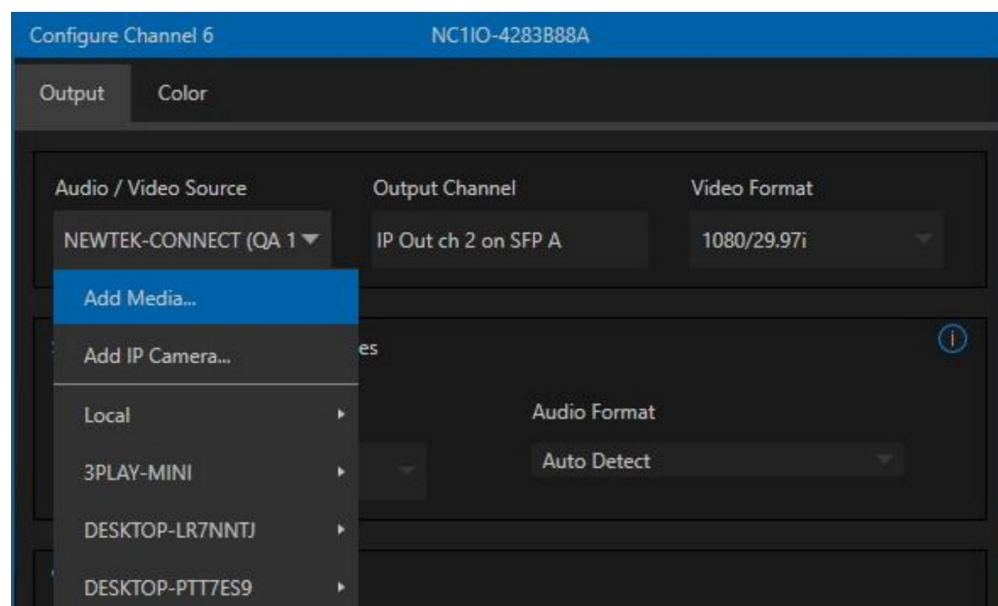 Configure Channel 6 NC1IO-4283B88A
Output Color
Audio / Video Source Output Channel Video Format
NEWTEK-CONNECT (QA 1 IP Out ch 2 on SFP A 1080/29.97i
Add Media...
Add IP Camera...
Local Audio Format
3PLAY-MINI Auto Detect
DESKTOP-LR7NNTJ
DESKTOP-PTT7ES9